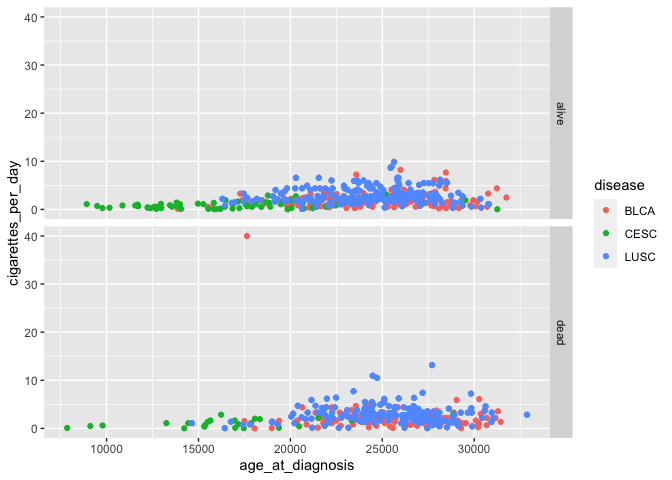 40
30
20
10
0
alive
cigarettes_per_day
40
30
20
10
0
dead
10000 15000 20000 25000 30000
age_at_diagnosis
disease
BLCA
CESC
LUSC